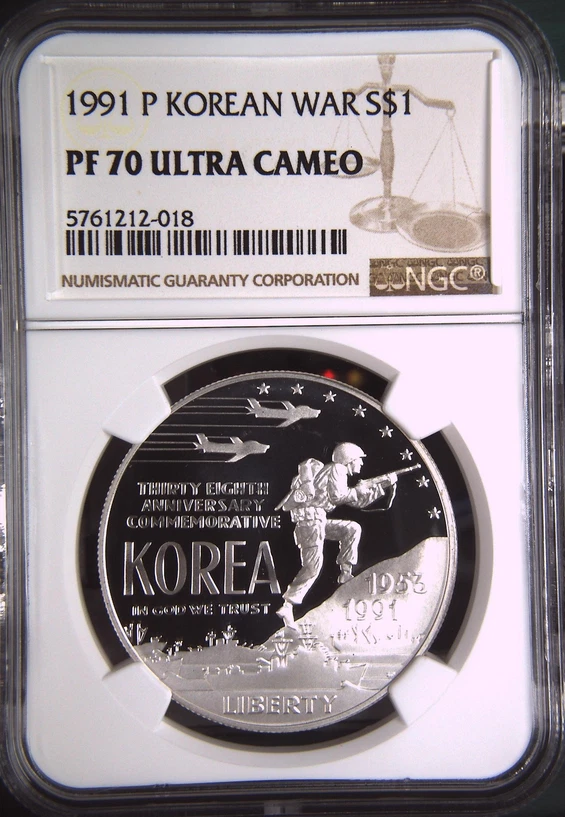 1991 P KOREAN WAR S$1
PF 70 ULTRA CAMEO
5761212-018
NUMISMATIC GUARANTY CORPORATION
NGC®
THIRTY EIGHTH
ANNIVERSARY
COMMEMORATIVE
KOREA
IN GOD WE TRUST
1953
1991
LIBERTY